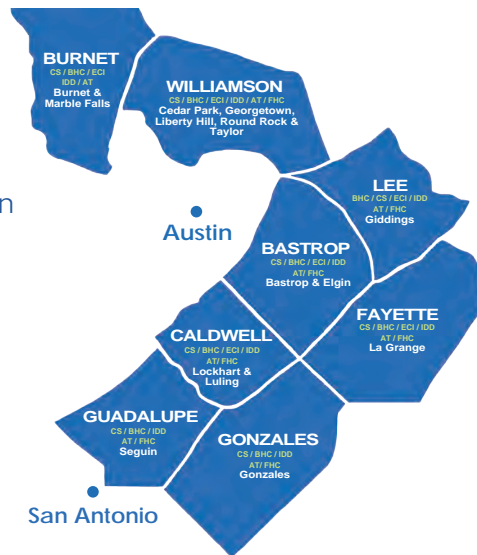 BURNET
CS / BHC / ECI
IDD / AT
Burnet &
Marble Falls
WILLIAMSON
CS / BHC / ECI / IDD / AT / FHC
Cedar Park, Georgetown,
Liberty Hill, Round Rock &
Taylor
n
LEE
BHC / CS / ECI / IDD
AT / FHC
Giddings
Austin
BASTROP
CS / BHC / ECI / IDD
AT/ FHC
Bastrop & Elgin
FAYETTE
CS / BHC / ECI / IDD
AT / FHC
La Grange
CALDWELL
CS / BHC / ECI / IDD
AT/ FHC
Lockhart &
Luling
GUADALUPE
CS / BHC / IDD
AT / FHC
Seguin
GONZALES
CS / BHC / IDD
AT/ FHC
Gonzales
San Antonio